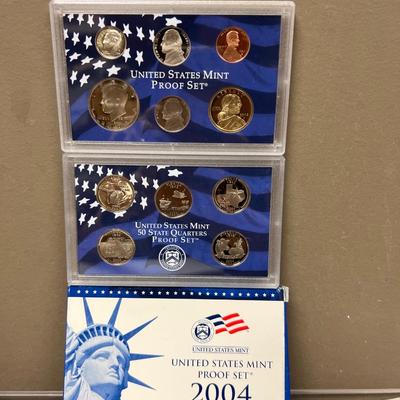 UNITED STATES MINT
PROOF SET®
UNITED STATES MINT
50 STATE QUARTERS
PROOF SET™
UNITED STATES MINT
UNITED STATES MINT
PROOF SET®
2004